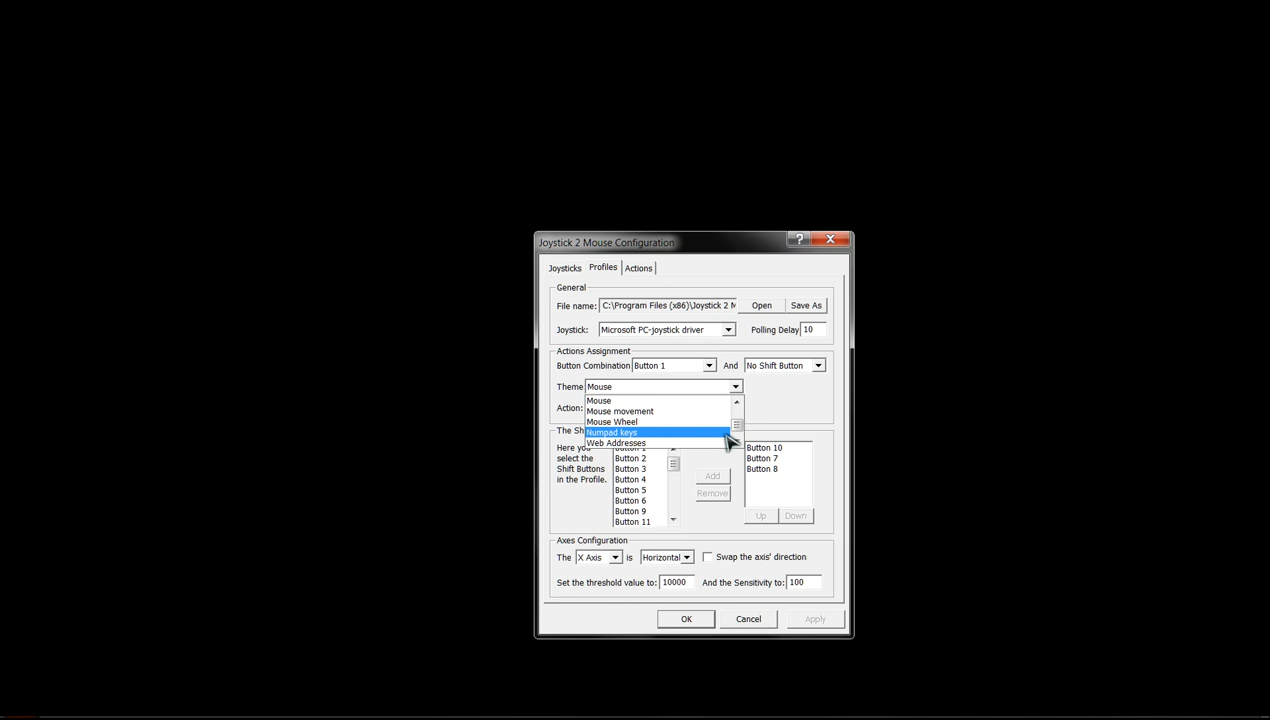 Joystick 2 Mouse Configuration
?
Joysticks Profiles Actions
General
File name: C:\Program Files (x86)\Joystick 2 M Open Save As
Joystick: Microsoft PC-joystick driver Polling Delay 10
Actions Assignment
Button Combination Button 1 And No Shift Button
Theme Mouse
Action:
Mouse
Mouse movement
Mouse Wheel
Numpad keys
Web Addresses
The Sh
Here you
select the
Shift Buttons
in the Profile.
Button 2
Button 3
Button 4
Button 5
Button 6
Button 9
Button 11
Add
Remove
Button 10
Button 7
Button 8
Up Down
Axes Configuration
The X Axis is Horizontal Swap the axis' direction
Set the threshold value to: 10000 And the Sensitivity to: 100
OK Cancel Apply